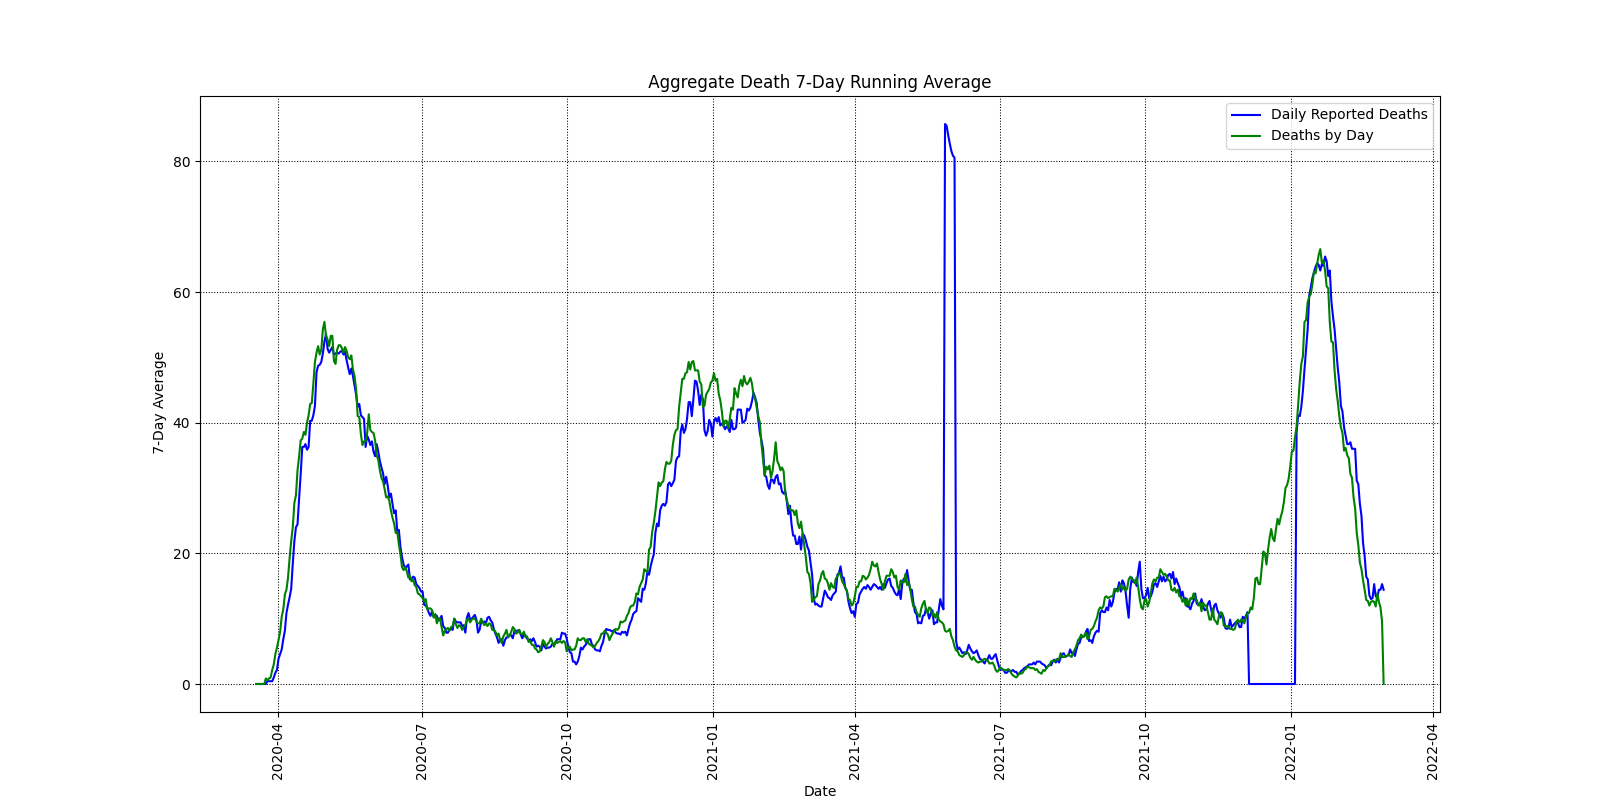 Aggregate Death 7-Day Running Average
Daily Reported Deaths
Deaths by Day
7-Day Average
80
60
40
20
0
2020-04
2020-07
2020-10
2021-01
2021-04
2021-07
2021-10
2022-01
2022-04
Date